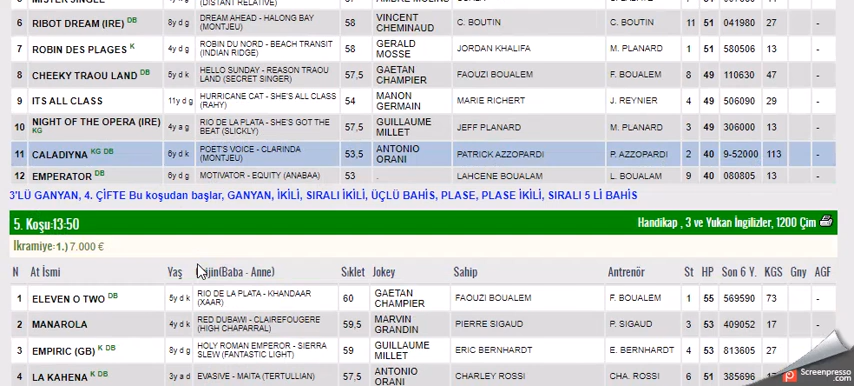 (DISTANT RELATIVE)
6 RIBOT DREAM (IRE) DB 8y d g DREAM AHEAD - HALONG BAY (MONTJEU) 58 VINCENT CHEMINAUD C. BOUTIN C. BOUTIN 11 51 041980 27 -
7 ROBIN DES PLAGES K 4y d g ROBIN DU NORD - BEACH TRANSIT (INDIAN RIDGE) 58 GERALD MOSSE JORDAN KHALIFA M. PLANARD 1 51 580506 13 -
8 CHEEKY TRAOU LAND DB 5y d k HELLO SUNDAY - REASON TRAOU LAND (SECRET SINGER) 57,5 GAETAN CHAMPIER FAOUZI BOUALEM F. BOUALEM 8 49 110630 47 -
9 ITS ALL CLASS 11y d g HURRICANE CAT - SHE'S ALL CLASS (RAHY) 54 MANON GERMAIN MARIE RICHERT J. REYNIER 4 49 506090 29 -
10 NIGHT OF THE OPERA (IRE) KG 4y a g RIO DE LA PLATA - SHE'S GOT THE BEAT (SLICKLY) 57,5 GUILLAUME MILLET JEFF PLANARD M. PLANARD 3 49 306000 13 -
11 CALADIYNA KG DB 6y d k POET'S VOICE - CLARINDA (MONTJEU) 53,5 ANTONIO ORANI PATRICK AZZOPARDI P. AZZOPARDI 2 40 9-52000 113 -
12 EMPERATOR DB 8y d g MOTIVATOR - EQUITY (ANABAA) 53 . LAHCENE BOUALEM L. BOUALEM 9 40 080805 17 -
3'LÜ GANYAN, 4. ÇİFTE Bu koşudan başlar, GANYAN, İKİLİ, SIRALI İKİLİ, ÜÇLÜ BAHİS, PLASE, PLASE İKİLİ, SIRALI 5 Lİ BAHİS
5. Koşu:13:50 Handikap , 3 ve Yukarı İngilizler, 1200 Çim
İkramiye:1.) 7.000 €
N At İsmi Yaş Orijin(Baba - Anne) Sıklet Jokey Sahip Antrenör St HP Son 6 Y. KGS Gny AGF
1 ELEVEN O TWO DB 5y d k RIO DE LA PLATA - KHANDAAR (XAAR) 60 GAETAN CHAMPIER FAOUZI BOUALEM F. BOUALEM 1 55 569590 73 -
2 MANAROLA 4y d k RED DUBAWI - CLAIREFOUGERE (HIGH CHAPARRAL) 59,5 MARVIN GRANDIN PIERRE SIGAUD P. SIGAUD 3 53 409052 17 -
3 EMPIRIC (GB) K DB 8y d g HOLY ROMAN EMPEROR - SIERRA SLEW (FANTASTIC LIGHT) 59 GUILLAUME MILLET ERIC BERNHARDT E. BERNHARDT 4 53 813605 27
4 LA KAHENA K DB 3y a d EVASIVE - MAITA (TERTULLIAN) 57,5 ANTONIO CHARLEY ROSSI CHA. ROSSI 6 51 385696
Screenpresso
.com